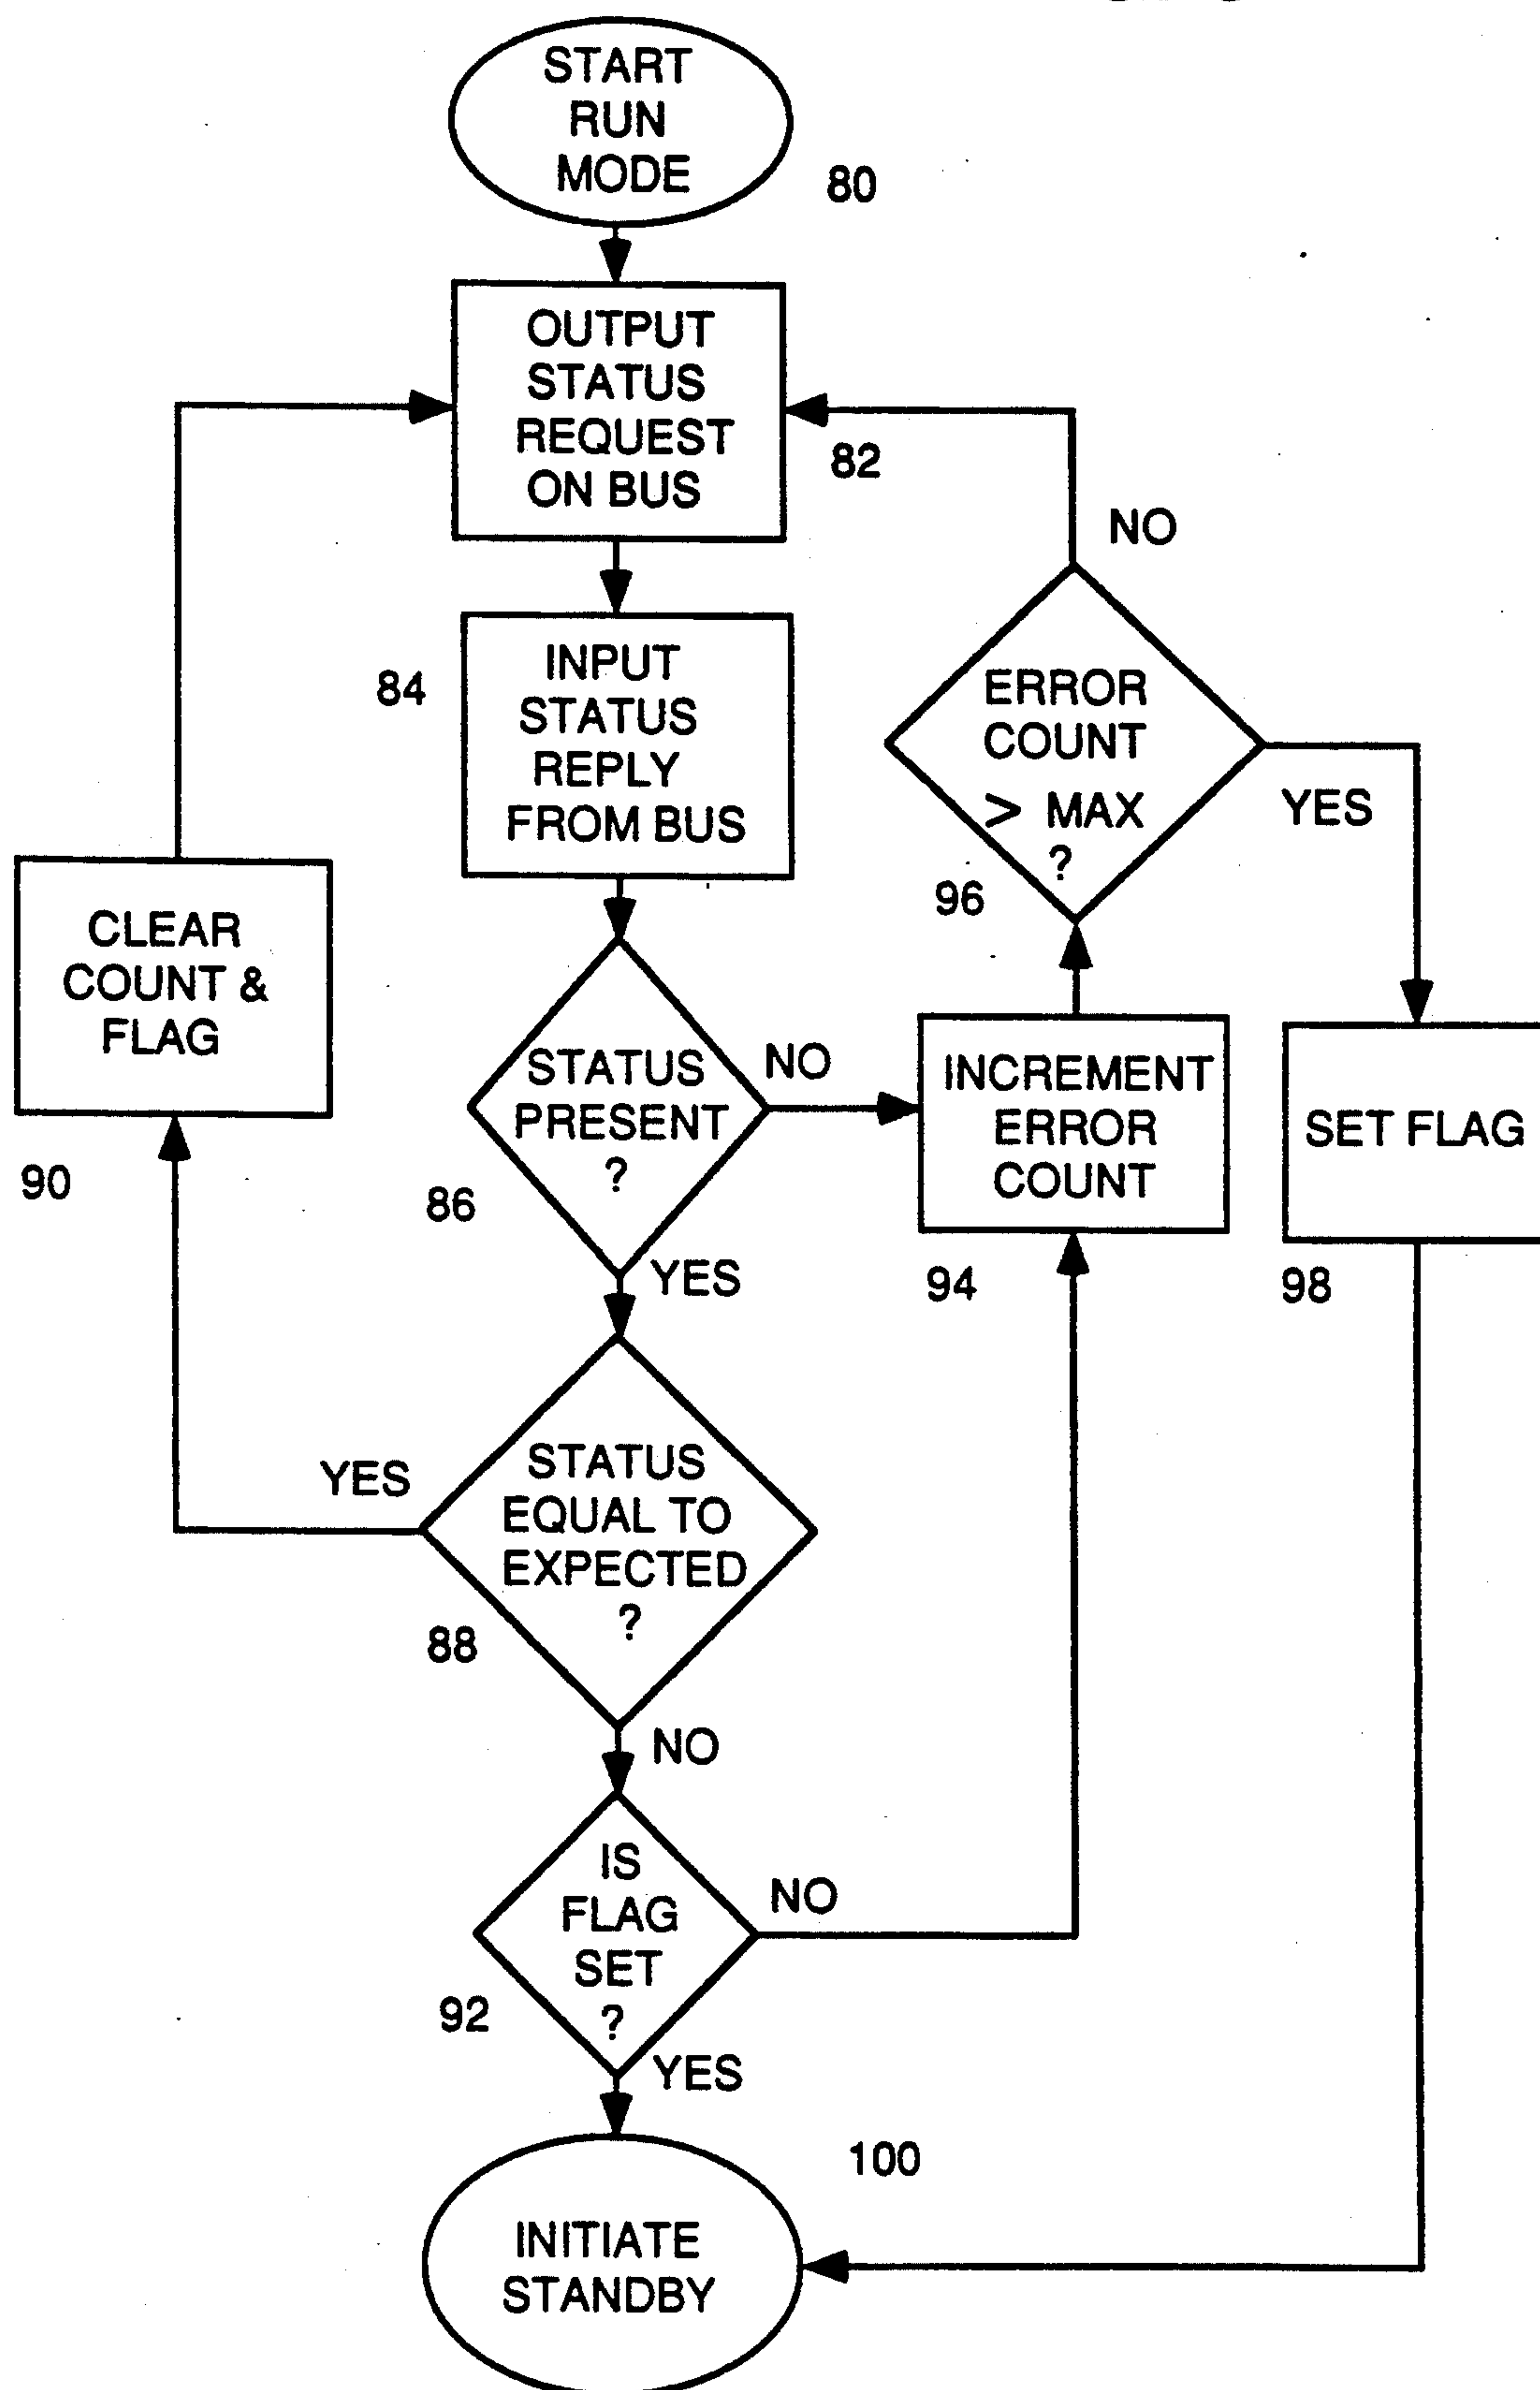 START
RUN
MODE
80
OUTPUT
STATUS
REQUEST
ON BUS
82
NO
INPUT
STATUS
REPLY
FROM BUS
84
ERROR
COUNT
> MAX
?
YES
96
CLEAR
COUNT &
FLAG
90
STATUS
PRESENT
?
NO
86
YES
INCREMENT
ERROR
COUNT
94
SET FLAG
98
STATUS
EQUAL TO
EXPECTED
?
YES
88
NO
IS
FLAG
SET
?
NO
92
YES
100
INITIATE
STANDBY